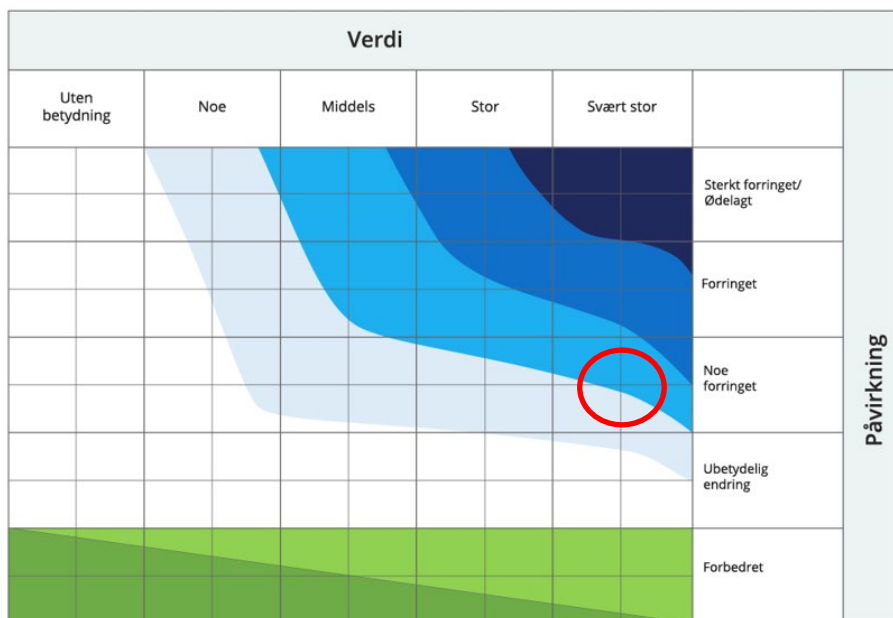 Verdi
Uten
betydning
Noe
Middels
Stor
Svært stor
Sterkt forringet/
Ødelagt
Forringet
Noe
forringet
Ubetydelig
endring
Forbedret
Påvirkning